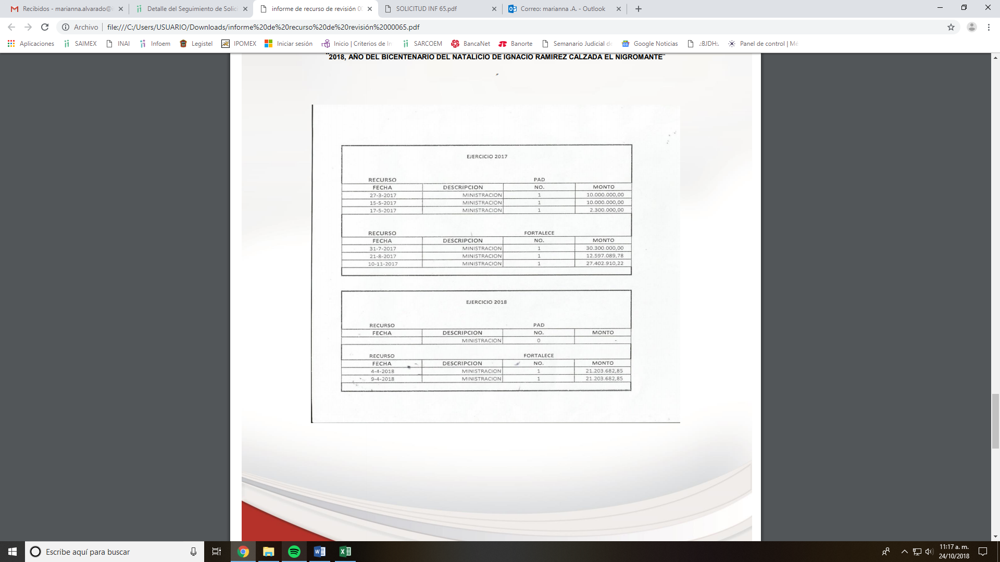 Recibidos - marianna.alvarado@i
Detalle del Seguimiento de Solici
informe de recurso de revisión 00
SOLICITUD INF 65.pdf
Correo: marianna .A. - Outlook
Archivo file:///C:/Users/USUARIO/Downloads/informe%20de%20recurso%20de%20revisión%2000065.pdf
Aplicaciones SAIMEX INAI Infoem Legistel IPOMEX Iniciar sesión Inicio | Criterios de In SARCOEM BancaNet Banorte Semanario Judicial de Google Noticias .:BJDH:. Panel de control | Mé
¨2018, AÑO DEL BICENTENARIO DEL NATALICIO DE IGNACIO RAMIREZ CALZADA EL NIGROMANTE¨
EJERCICIO 2017
RECURSO PAD
FECHA DESCRIPCION NO. MONTO
27-3-2017 MINISTRACION 1 10.000.000,00
15-5-2017 MINISTRACION 1 10.000.000,00
17-5-2017 MINISTRACION 1 2.300.000,00
RECURSO FORTALECE
FECHA DESCRIPCION NO. MONTO
31-7-2017 MINISTRACION 1 30.300.000,00
21-8-2017 MINISTRACION 1 12.597.089,78
10-11-2017 MINISTRACION 1 27.402.910,22
EJERCICIO 2018
RECURSO PAD
FECHA DESCRIPCION NO. MONTO
MINISTRACION 0 -
RECURSO FORTALECE
FECHA DESCRIPCION NO. MONTO
4-4-2018 MINISTRACION 1 21.203.682,85
9-4-2018 MINISTRACION 1 21.203.682,85
Escribe aquí para buscar
11:17 a. m.
24/10/2018